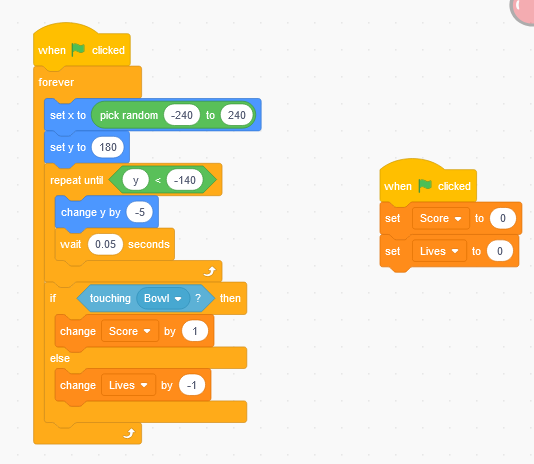 when clicked
forever
set x to pick random -240 to 240
set y to 180
repeat until y < -140
change y by -5
wait 0.05 seconds
if touching Bowl ? then
change Score by 1
else
change Lives by -1
when clicked
set Score to 0
set Lives to 0